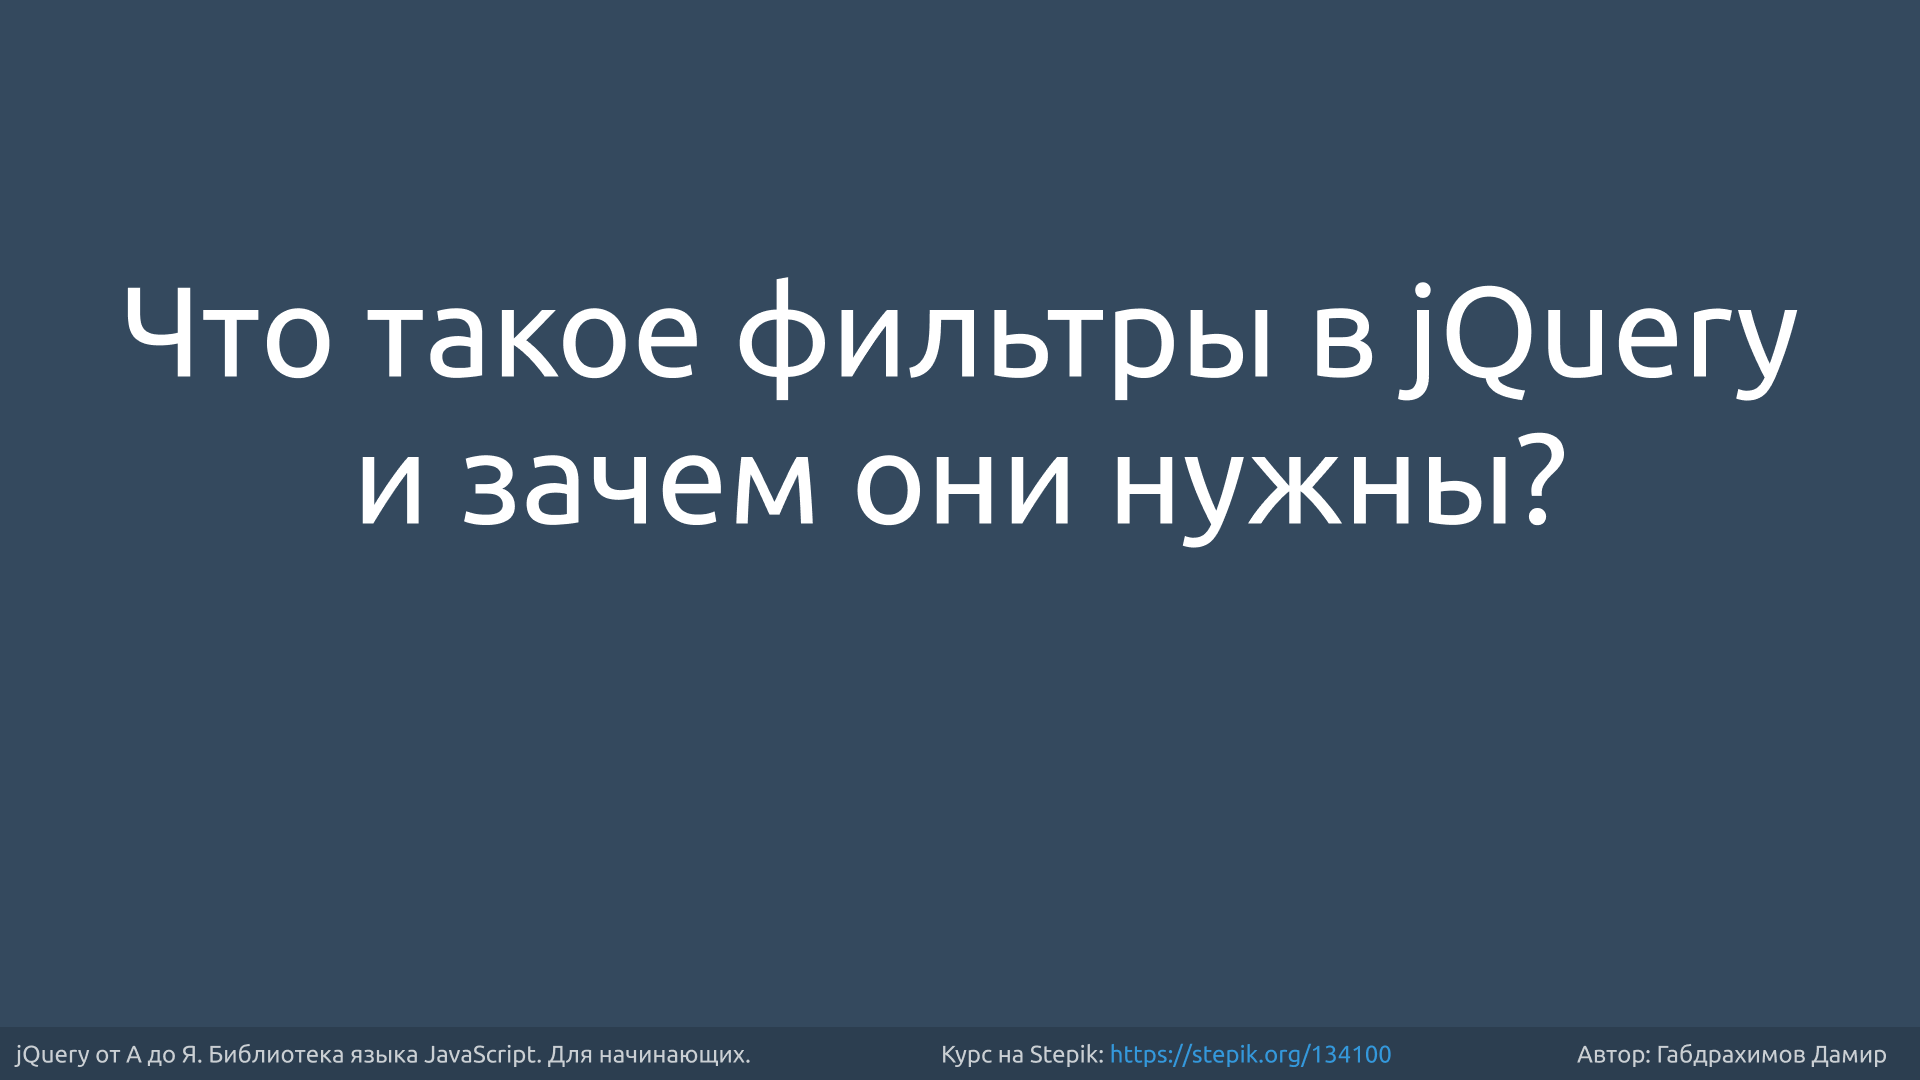 Что такое фильтры в jQuery
и зачем они нужны?
jQuery от А до Я. Библиотека языка JavaScript. Для начинающих.
Курс на Stepik: https://stepik.org/134100
Автор: Габдрахимов Дамир